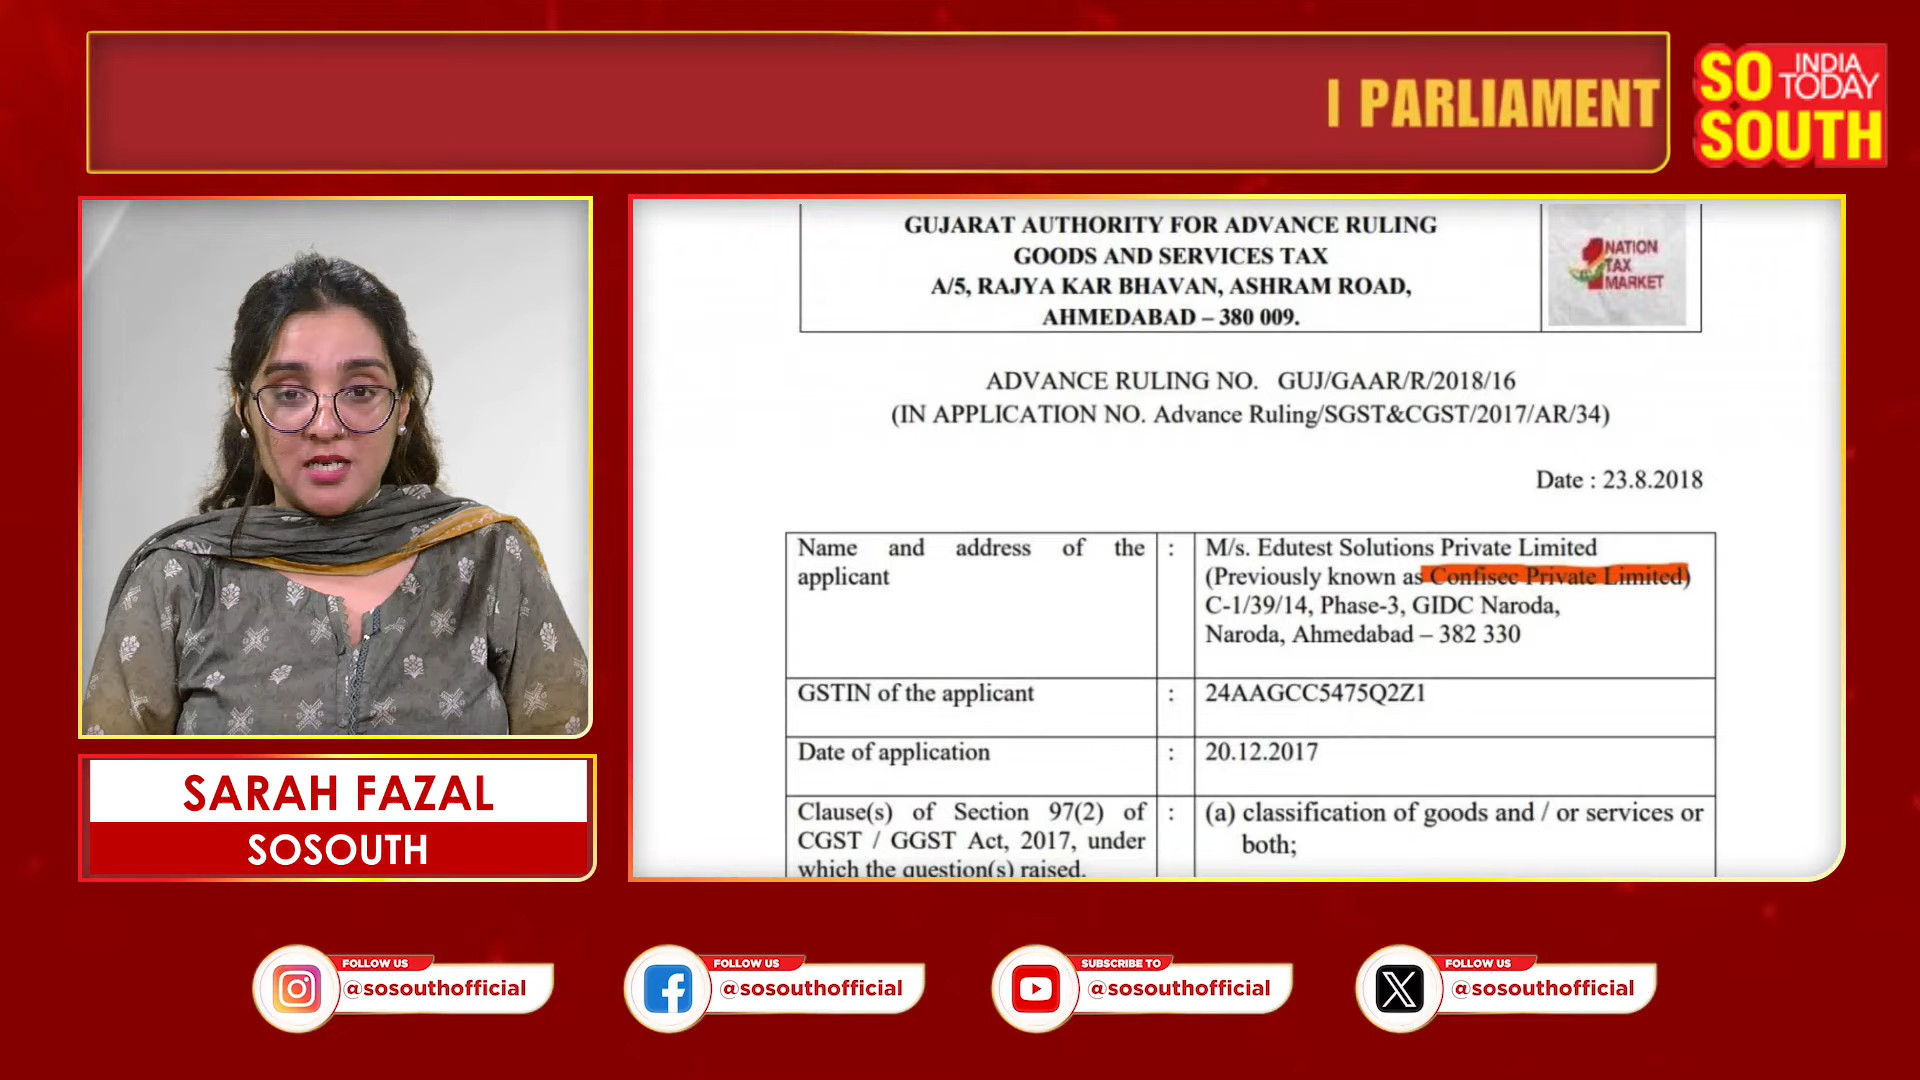 I PARLIAMENT
SO INDIA TODAY
SOUTH
GUJARAT AUTHORITY FOR ADVANCE RULING
GOODS AND SERVICES TAX
A/5, RAJYA KAR BHAVAN, ASHRAM ROAD,
AHMEDABAD – 380 009.
NATION
TAX
MARKET
ADVANCE RULING NO. GUJ/GAAR/R/2018/16
(IN APPLICATION NO. Advance Ruling/SGST&CGST/2017/AR/34)
Date : 23.8.2018
Name and address of the applicant : M/s. Edutest Solutions Private Limited
(Previously known as Confisec Private Limited)
C-1/39/14, Phase-3, GIDC Naroda,
Naroda, Ahmedabad – 382 330
GSTIN of the applicant : 24AAGCC5475Q2Z1
Date of application : 20.12.2017
Clause(s) of Section 97(2) of
CGST / GGST Act, 2017, under
which the question(s) raised. : (a) classification of goods and / or services or
both;
SARAH FAZAL
SOSOUTH
FOLLOW US
@sosouthofficial
FOLLOW US
@sosouthofficial
SUBSCRIBE TO
@sosouthofficial
FOLLOW US
@sosouthofficial